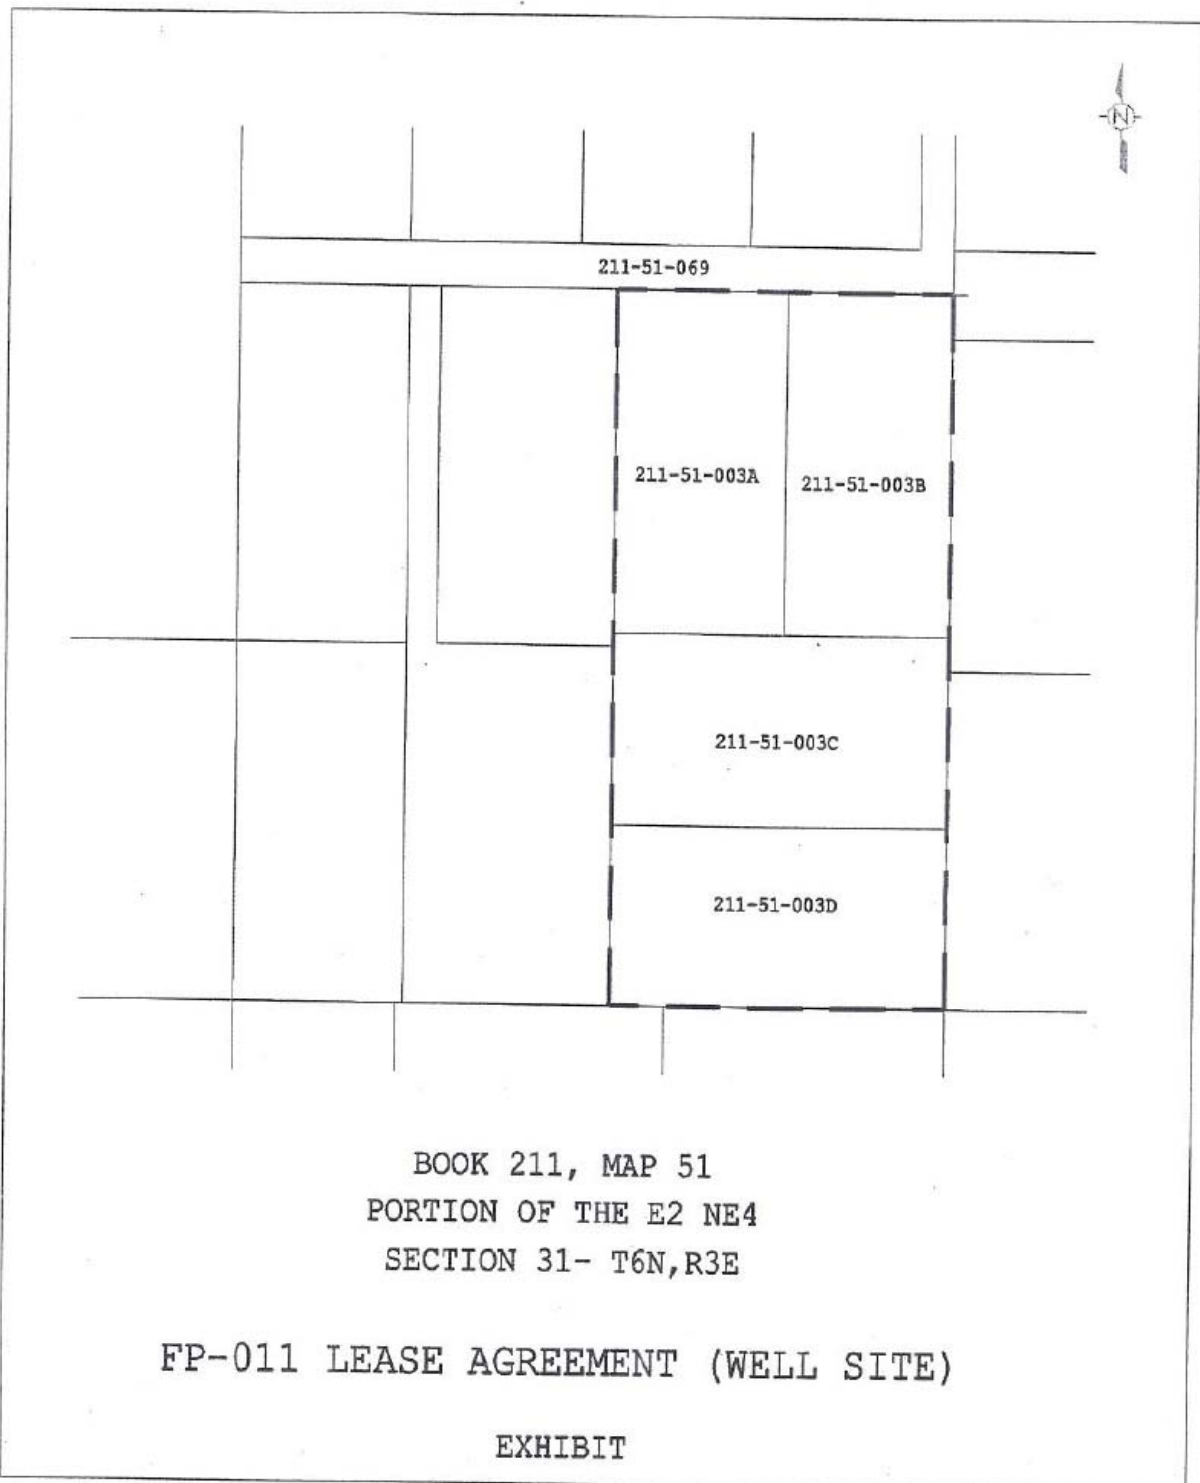 N
211-51-069
211-51-003A
211-51-003B
211-51-003C
211-51-003D
BOOK 211, MAP 51
PORTION OF THE E2 NE4
SECTION 31- T6N,R3E
FP-011 LEASE AGREEMENT (WELL SITE)
EXHIBIT